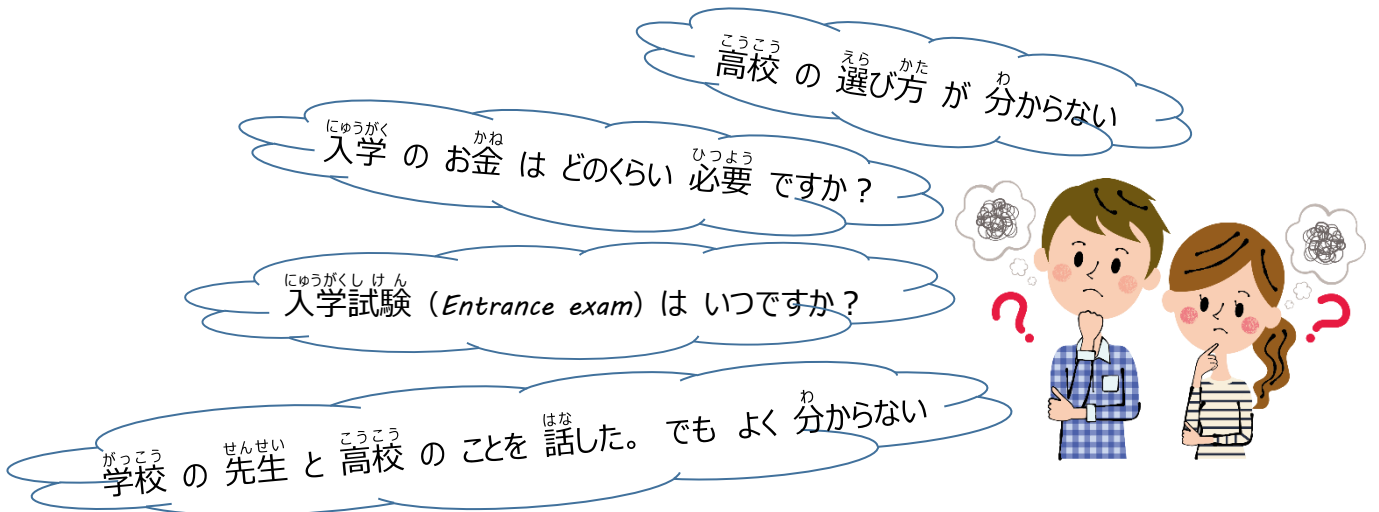 高校 の 選び方 が 分からない
入学 の お金 は どのくらい 必要 ですか?
入学試験(Entrance exam)は いつですか?
学校 の 先生 と 高校 の ことを 話した。 でも よく 分からない